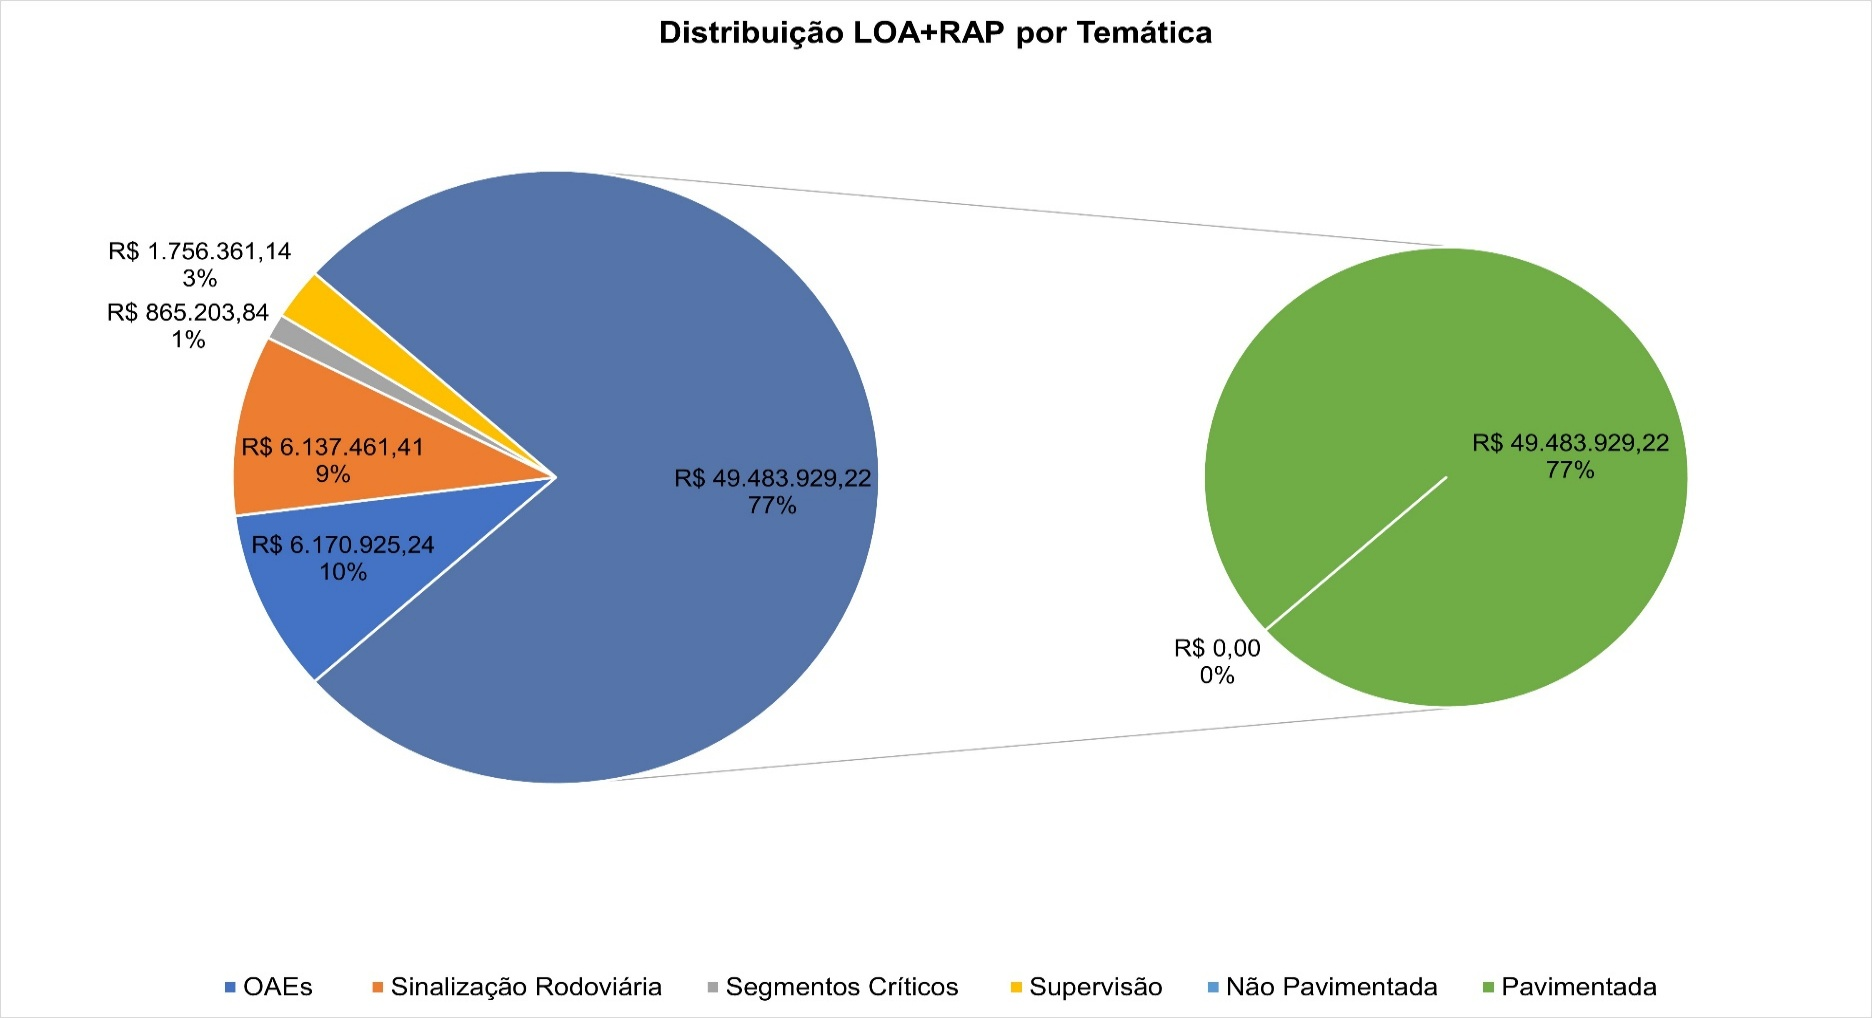 Distribuição LOA+RAP por Temática
R$ 1.756.361,14
3%
R$ 865.203,84
1%
R$ 6.137.461,41
9%
R$ 6.170.925,24
10%
R$ 49.483.929,22
77%
R$ 49.483.929,22
77%
R$ 0,00
0%
OAEs Sinalização Rodoviária Segmentos Críticos Supervisão Não Pavimentada Pavimentada